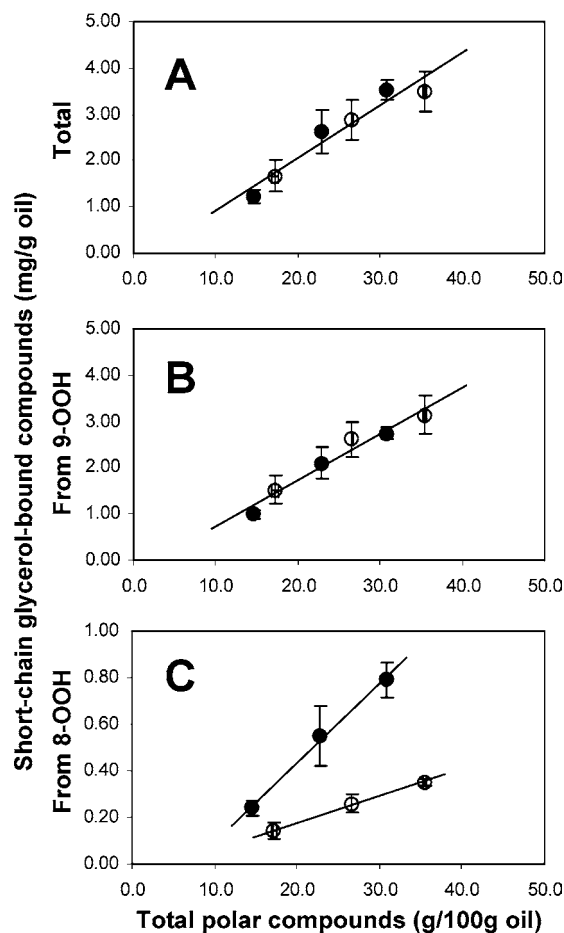 Short-chain glycerol-bound compounds (mg/g oil)
A
Total
5.00
4.00
3.00
2.00
1.00
0.00
0.0 10.0 20.0 30.0 40.0 50.0
B
From 9-OOH
5.00
4.00
3.00
2.00
1.00
0.00
0.0 10.0 20.0 30.0 40.0 50.0
C
From 8-OOH
1.00
0.80
0.60
0.40
0.20
0.00
0.0 10.0 20.0 30.0 40.0 50.0
Total polar compounds (g/100g oil)